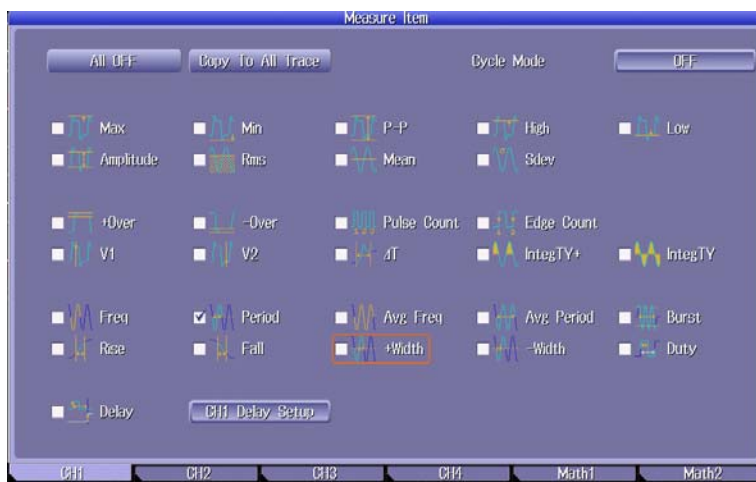 Measure Item
All OFF Copy To All Trace Cycle Mode OFF
Max Min P-P High Low
Amplitude Rms Mean Sdev
+Over -Over Pulse Count Edge Count
V1 V2 ΔT IntegTY+ IntegTY
Freq Period Avg Freq Avg Period Burst
Rise Fall +Width -Width Duty
Delay CH1 Delay Setup
CH1 CH2 CH3 CH4 Math1 Math2